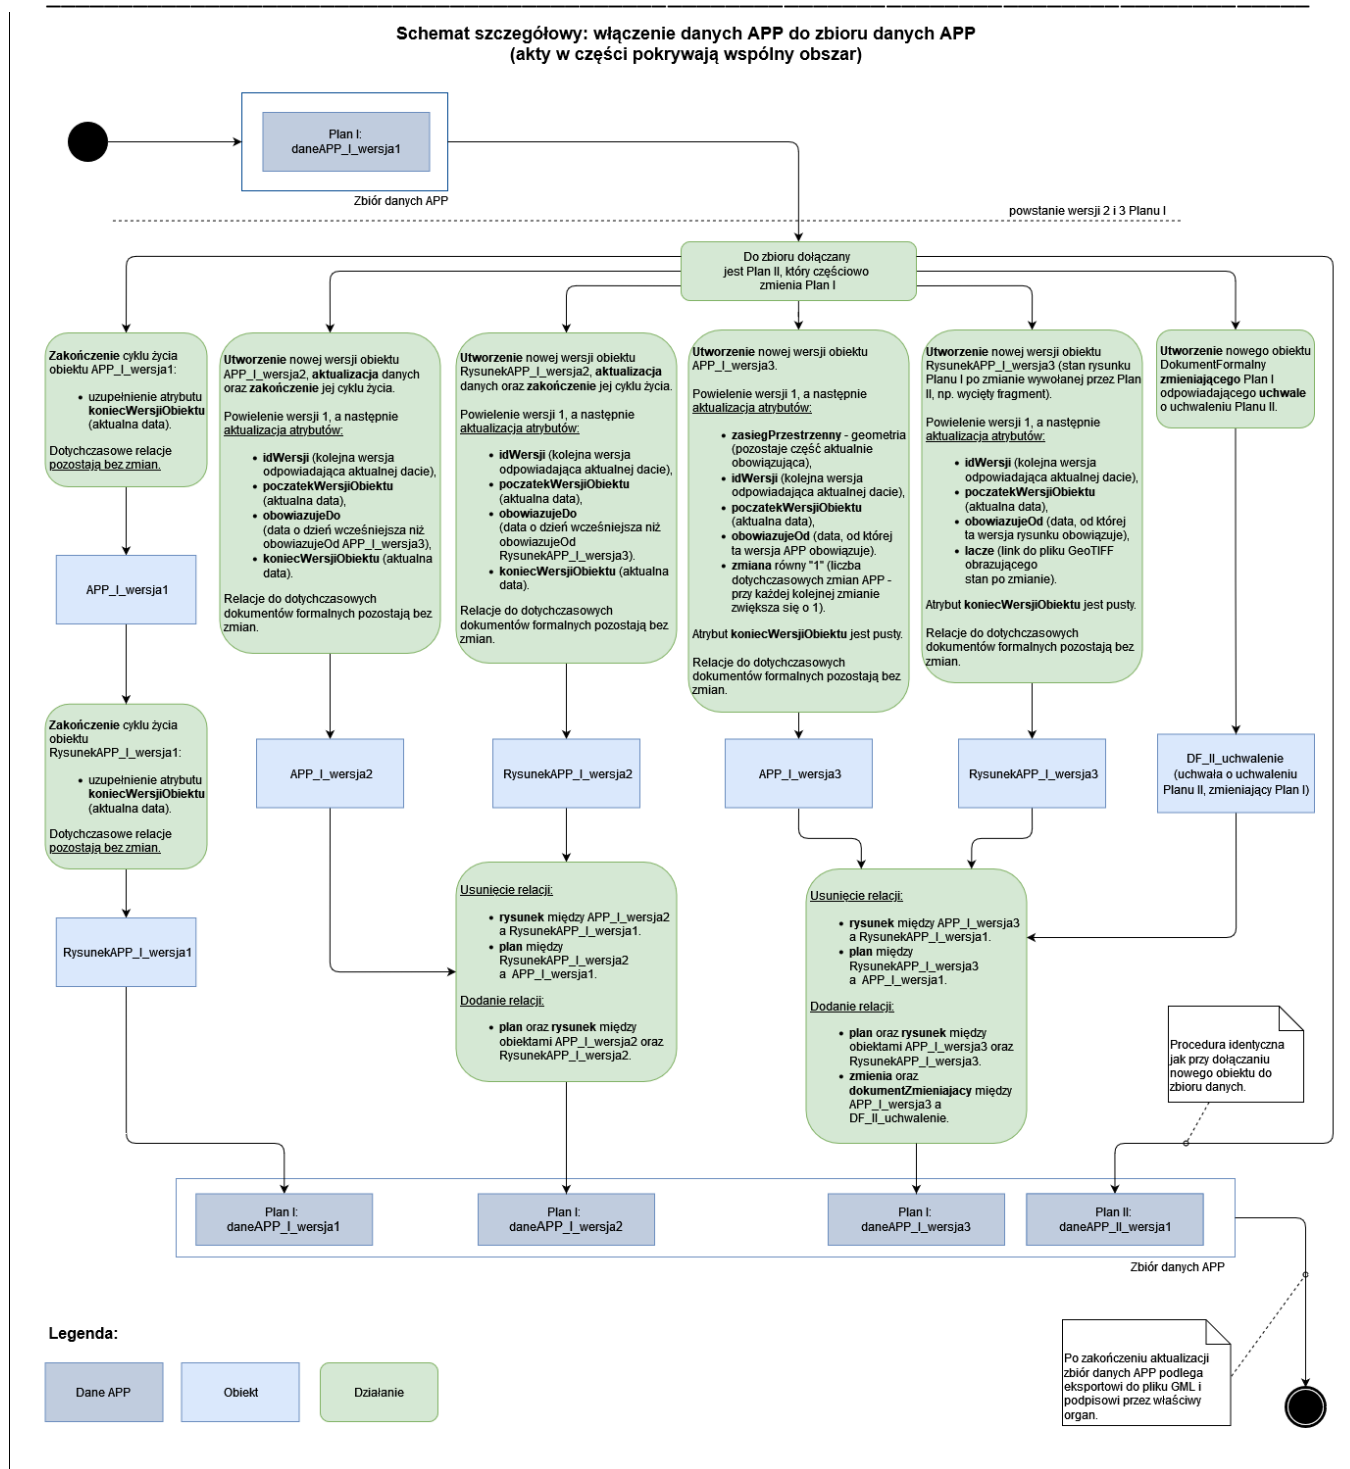 Schemat szczegółowy: włączenie danych APP do zbioru danych APP
(akty w części pokrywają wspólny obszar)
Plan I:
daneAPP_I_wersja1
Zbiór danych APP
powstanie wersji 2 i 3 Planu I
Do zbioru dołączany
jest Plan II, który częściowo
zmienia Plan I
Zakończenie cyklu życia
obiektu APP_I_wersja1:
• uzupełnienie atrybutu
koniecWersjiObiektu
(aktualna data).
Dotychczasowe relacje
pozostają bez zmian.
APP_I_wersja1
Zakończenie cyklu życia
obiektu
RysunekAPP_I_wersja1:
• uzupełnienie atrybutu
koniecWersjiObiektu
(aktualna data).
Dotychczasowe relacje
pozostają bez zmian.
RysunekAPP_I_wersja1
Utworzenie nowej wersji obiektu
APP_I_wersja2, aktualizacja danych
oraz zakończenie jej cyklu życia.
Powielenie wersji 1, a następnie
aktualizacja atrybutów:
• idWersji (kolejna wersja
odpowiadająca aktualnej dacie),
• poczatekWersjiObiektu
(aktualna data),
• obowiazujeDo
(data o dzień wcześniejsza niż
obowiazujeOd APP_I_wersja3),
• koniecWersjiObiektu (aktualna
data).
Relacje do dotychczasowych
dokumentów formalnych pozostają bez
zmian.
APP_I_wersja2
Utworzenie nowej wersji obiektu
RysunekAPP_I_wersja2, aktualizacja
danych oraz zakończenie jej cyklu życia.
Powielenie wersji 1, a następnie
aktualizacja atrybutów:
• idWersji (kolejna wersja
odpowiadająca aktualnej dacie),
• poczatekWersjiObiektu
(aktualna data),
• obowiazujeDo
(data o dzień wcześniejsza niż
obowiazujeOd
RysunekAPP_I_wersja3).
• koniecWersjiObiektu (aktualna
data).
Relacje do dotychczasowych
dokumentów formalnych pozostają bez
zmian.
RysunekAPP_I_wersja2
Utworzenie nowej wersji obiektu
APP_I_wersja3.
Powielenie wersji 1, a następnie
aktualizacja atrybutów:
• zasiegPrzestrzenny - geometria
(pozostaje część aktualnie
obowiązująca),
• idWersji (kolejna wersja
odpowiadająca aktualnej dacie),
• poczatekWersjiObiektu
(aktualna data),
• obowiazujeOd (data, od której
ta wersja APP obowiązuje).
• zmiana równy "1" (liczba
dotychczasowych zmian APP -
przy każdej kolejnej zmianie
zwiększa się o 1).
Atrybut koniecWersjiObiektu jest pusty.
Relacje do dotychczasowych
dokumentów formalnych pozostają bez
zmian.
APP_I_wersja3
Utworzenie nowej wersji obiektu
RysunekAPP_I_wersja3 (stan rysunku
Planu I po zmianie wywołanej przez Plan
II, np. wycięty fragment).
Powielenie wersji 1, a następnie
aktualizacja atrybutów:
• idWersji (kolejna wersja
odpowiadająca aktualnej dacie),
• poczatekWersjiObiektu
(aktualna data),
• obowiazujeOd (data, od której
ta wersja rysunku obowiązuje),
• lacze (link do pliku GeoTIFF
obrazującego
stan po zmianie).
Atrybut koniecWersjiObiektu jest pusty.
Relacje do dotychczasowych
dokumentów formalnych pozostają bez
zmian.
RysunekAPP_I_wersja3
Utworzenie nowego obiektu
DokumentFormalny
zmieniającego Plan I
odpowiadającego uchwale
o uchwaleniu Planu II.
DF_II_uchwalenie
(uchwała o uchwaleniu
Planu II, zmieniający Plan I)
Usunięcie relacji:
• rysunek między APP_I_wersja2
a RysunekAPP_I_wersja1.
• plan między
RysunekAPP_I_wersja2
a APP_I_wersja1.
Dodanie relacji:
• plan oraz rysunek między
obiektami APP_I_wersja2 oraz
RysunekAPP_I_wersja2.
Usunięcie relacji:
• rysunek między APP_I_wersja3
a RysunekAPP_I_wersja1.
• plan między
RysunekAPP_I_wersja3
a APP_I_wersja1.
Dodanie relacji:
• plan oraz rysunek między
obiektami APP_I_wersja3 oraz
RysunekAPP_I_wersja3.
• zmienia oraz
dokumentZmieniajacy między
APP_I_wersja3 a
DF_II_uchwalenie.
Procedura identyczna
jak przy dołączaniu
nowego obiektu do
zbioru danych.
Plan I:
daneAPP_I_wersja1
Plan I:
daneAPP_I_wersja2
Plan I:
daneAPP_I_wersja3
Plan II:
daneAPP_II_wersja1
Zbiór danych APP
Po zakończeniu aktualizacji
zbiór danych APP podlega
eksportowi do pliku GML i
podpisowi przez właściwy
organ.
Legenda:
Dane APP
Obiekt
Działanie